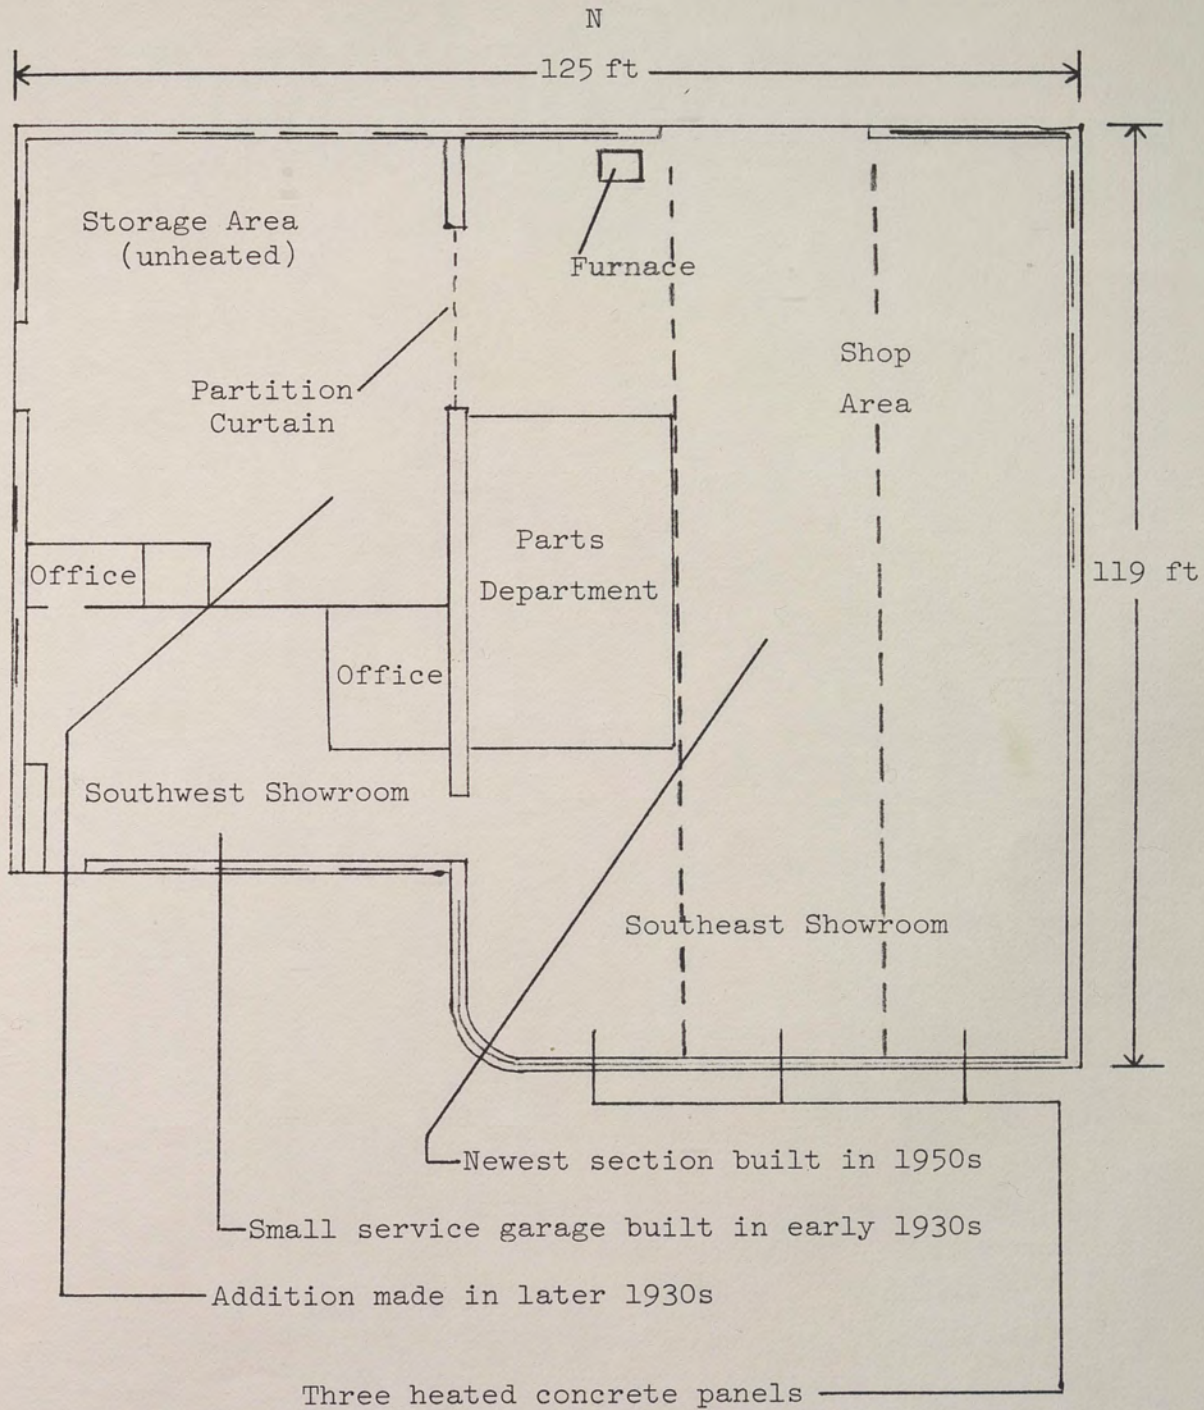 N
125 ft
Storage Area
(unheated)
Furnace
Shop
Area
Partition
Curtain
Parts
Department
119 ft
Office
Office
Southwest Showroom
Southeast Showroom
Newest section built in 1950s
Small service garage built in early 1930s
Addition made in later 1930s
Three heated concrete panels